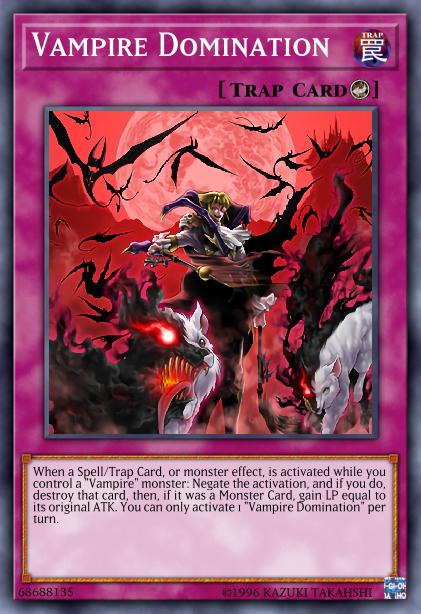 VAMPIRE DOMINATION
TRAP
罠
[TRAP CARD]
When a Spell/Trap Card, or monster effect, is activated while you
control a "Vampire" monster: Negate the activation, and if you do,
destroy that card, then, if it was a Monster Card, gain LP equal to
its original ATK. You can only activate 1 "Vampire Domination" per
turn.
68688135
©1996 KAZUKI TAKAHSHI